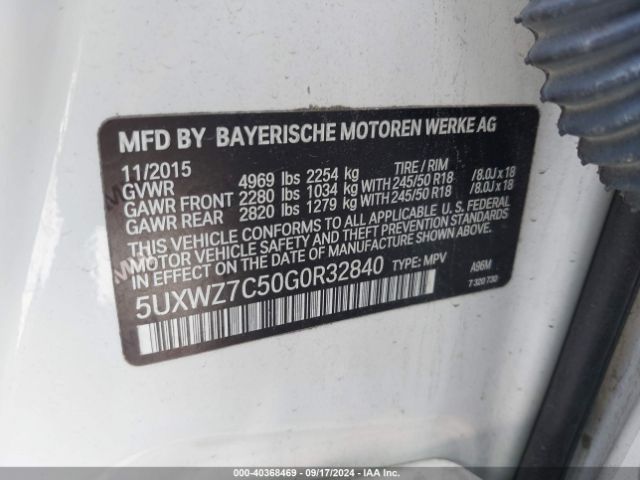 MFD BY BAYERISCHE MOTOREN WERKE AG
11/2015 TIRE / RIM
GVWR 4969 lbs 2254 kg
GAWR FRONT 2280 lbs 1034 kg WITH 245/50 R18 /8.0J x 18
GAWR REAR 2820 lbs 1279 kg WITH 245/50 R18 /8.0J x 18
THIS VEHICLE CONFORMS TO ALL APPLICABLE U. S. FEDERAL
MOTOR VEHICLE SAFETY AND THEFT PREVENTION STANDARDS
IN EFFECT ON THE DATE OF MANUFACTURE SHOWN ABOVE.
5UXWZ7C50G0R32840 TYPE: MPV A96M
7 320 730
000-40368469 - 09/17/2024 - IAA Inc.